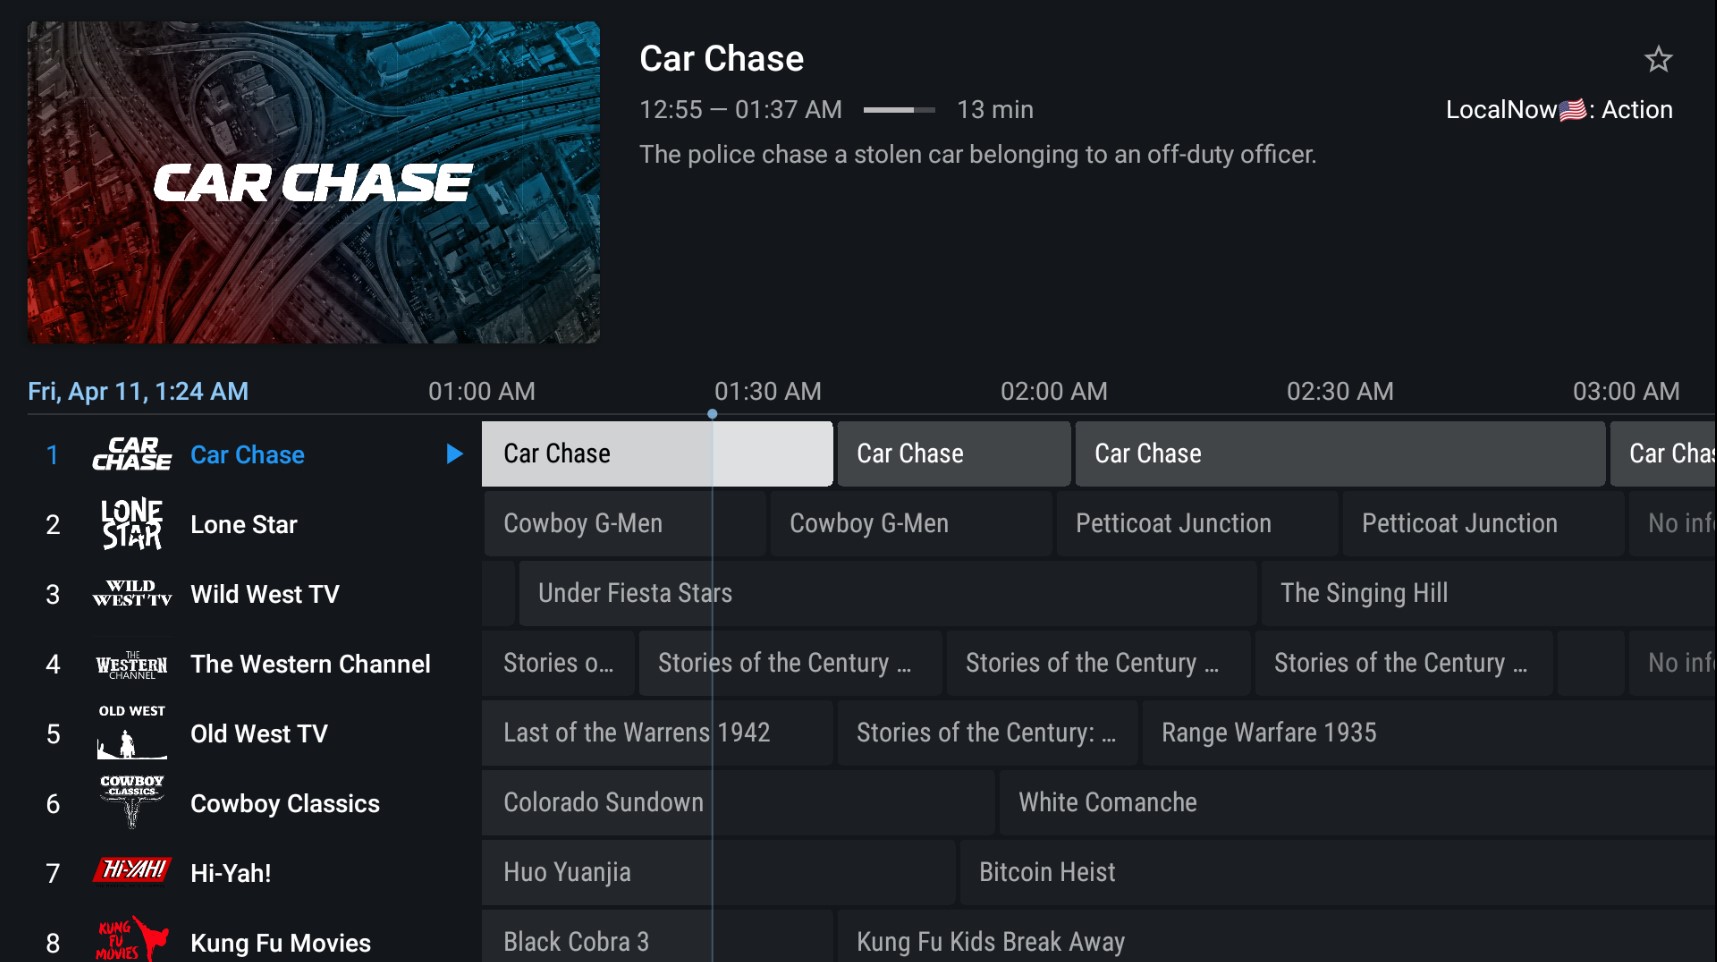 CAR CHASE
Car Chase
12:55 — 01:37 AM 13 min
LocalNow🇺🇸: Action
The police chase a stolen car belonging to an off-duty officer.
Fri, Apr 11, 1:24 AM 01:00 AM 01:30 AM 02:00 AM 02:30 AM 03:00 AM
1 CAR CHASE Car Chase Car Chase Car Chase Car Chase Car Chas
2 LONE STAR Lone Star Cowboy G-Men Cowboy G-Men Petticoat Junction Petticoat Junction No inf
3 WILD WEST TV Wild West TV Under Fiesta Stars The Singing Hill
4 THE WESTERN CHANNEL The Western Channel Stories o... Stories of the Century ... Stories of the Century ... Stories of the Century ... No inf
5 OLD WEST Old West TV Last of the Warrens 1942 Stories of the Century: ... Range Warfare 1935
6 COWBOY CLASSICS Cowboy Classics Colorado Sundown White Comanche
7 Hi-YAH! Hi-Yah! Huo Yuanjia Bitcoin Heist
8 KUNG FU MOVIES Kung Fu Movies Black Cobra 3 Kung Fu Kids Break Away